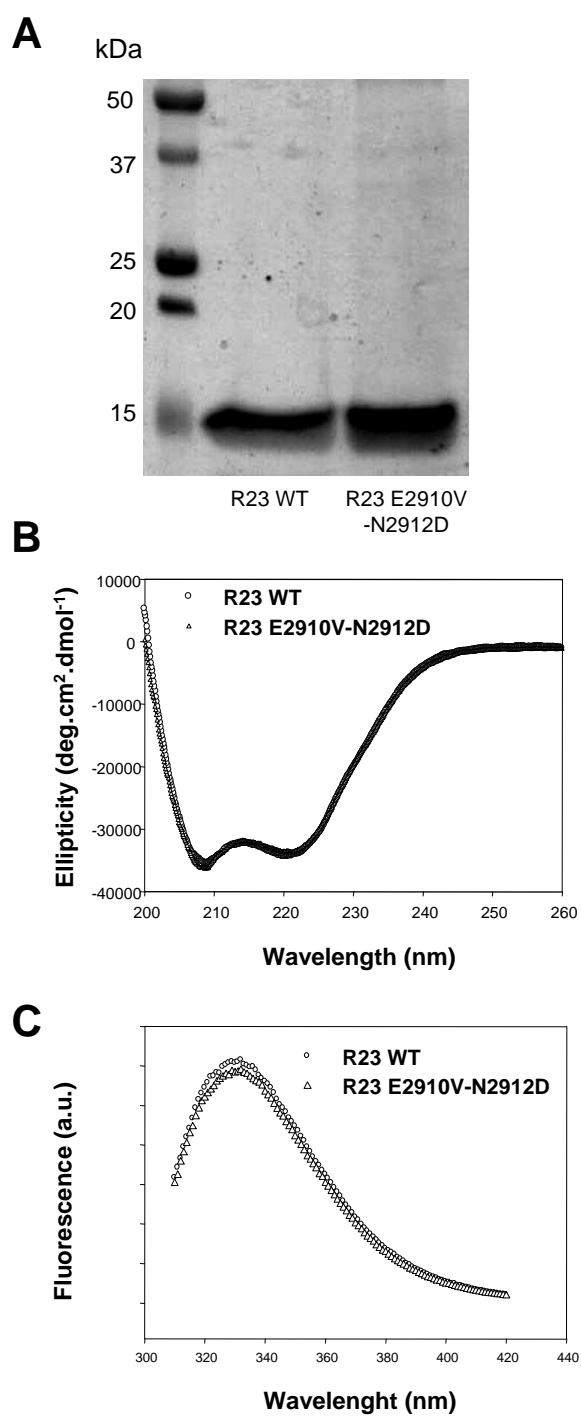 A
kDa
50
37
25
20
15
R23 WT
R23 E2910V
-N2912D
B
10000
0
-10000
-20000
-30000
-40000
R23 WT
R23 E2910V-N2912D
Ellipticity (deg.cm².dmol⁻¹)
200 210 220 230 240 250 260
Wavelength (nm)
C
R23 WT
R23 E2910V-N2912D
Fluorescence (a.u.)
300 320 340 360 380 400 420 440
Wavelenght (nm)